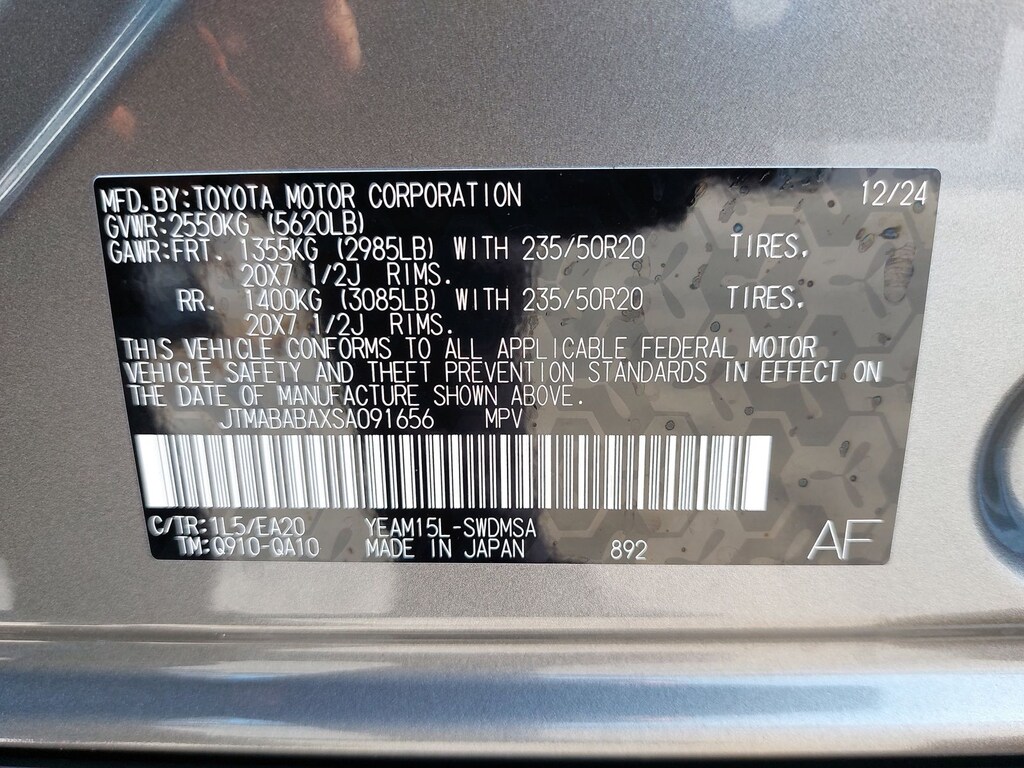 MFD.BY:TOYOTA MOTOR CORPORATION 12/24
GVWR:2550KG (5620LB)
GAWR:FRT. 1355KG (2985LB) WITH 235/50R20 TIRES,
20X7 1/2J RIMS.
RR. 1400KG (3085LB) WITH 235/50R20 TIRES,
20X7 1/2J RIMS.
THIS VEHICLE CONFORMS TO ALL APPLICABLE FEDERAL MOTOR
VEHICLE SAFETY AND THEFT PREVENTION STANDARDS IN EFFECT ON
THE DATE OF MANUFACTURE SHOWN ABOVE.
JTMABABAXSA091656 MPV
C/TR:1L5/EA20 YEAM15L-SWDMSA
TM:Q910-QA10 MADE IN JAPAN 892 AF